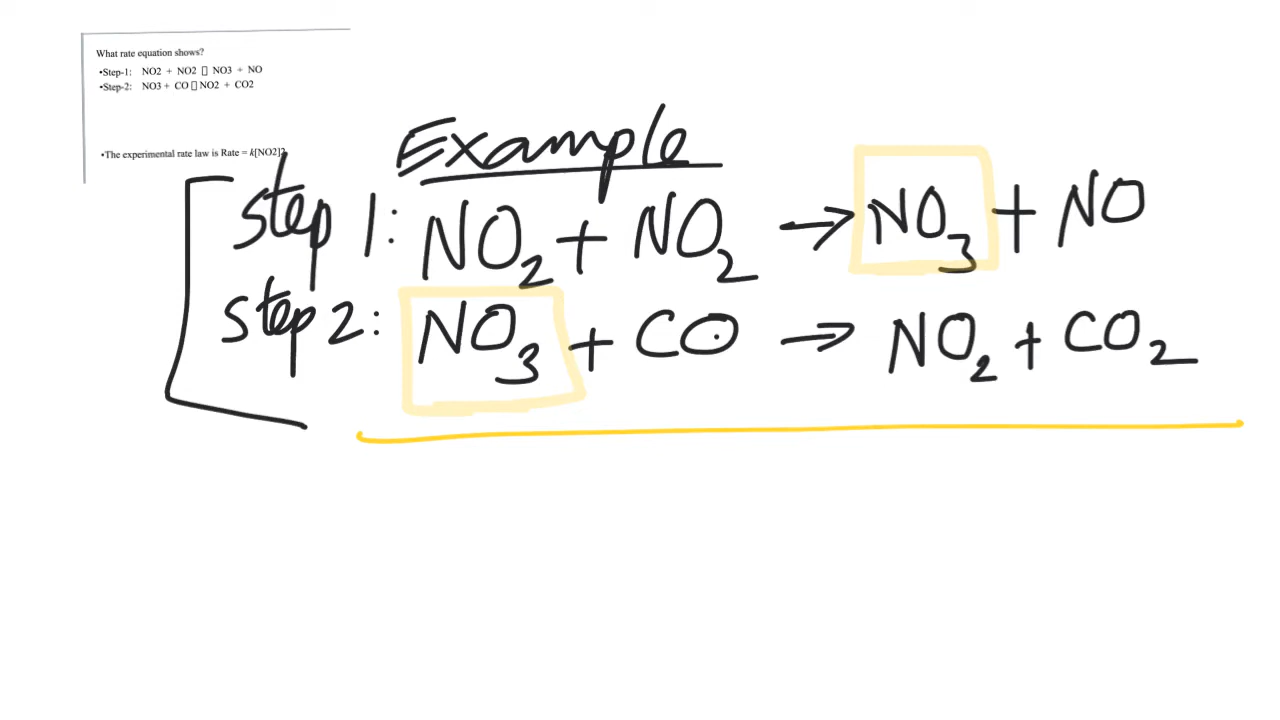 What rate equation shows?
•Step-1: NO2 + NO2 ▯ NO3 + NO
•Step-2: NO3 + CO ▯ NO2 + CO2
•The experimental rate law is Rate = k[NO2]2
Example
step 1: NO₂ + NO₂ → NO₃ + NO
step 2: NO₃ + CO → NO₂ + CO₂